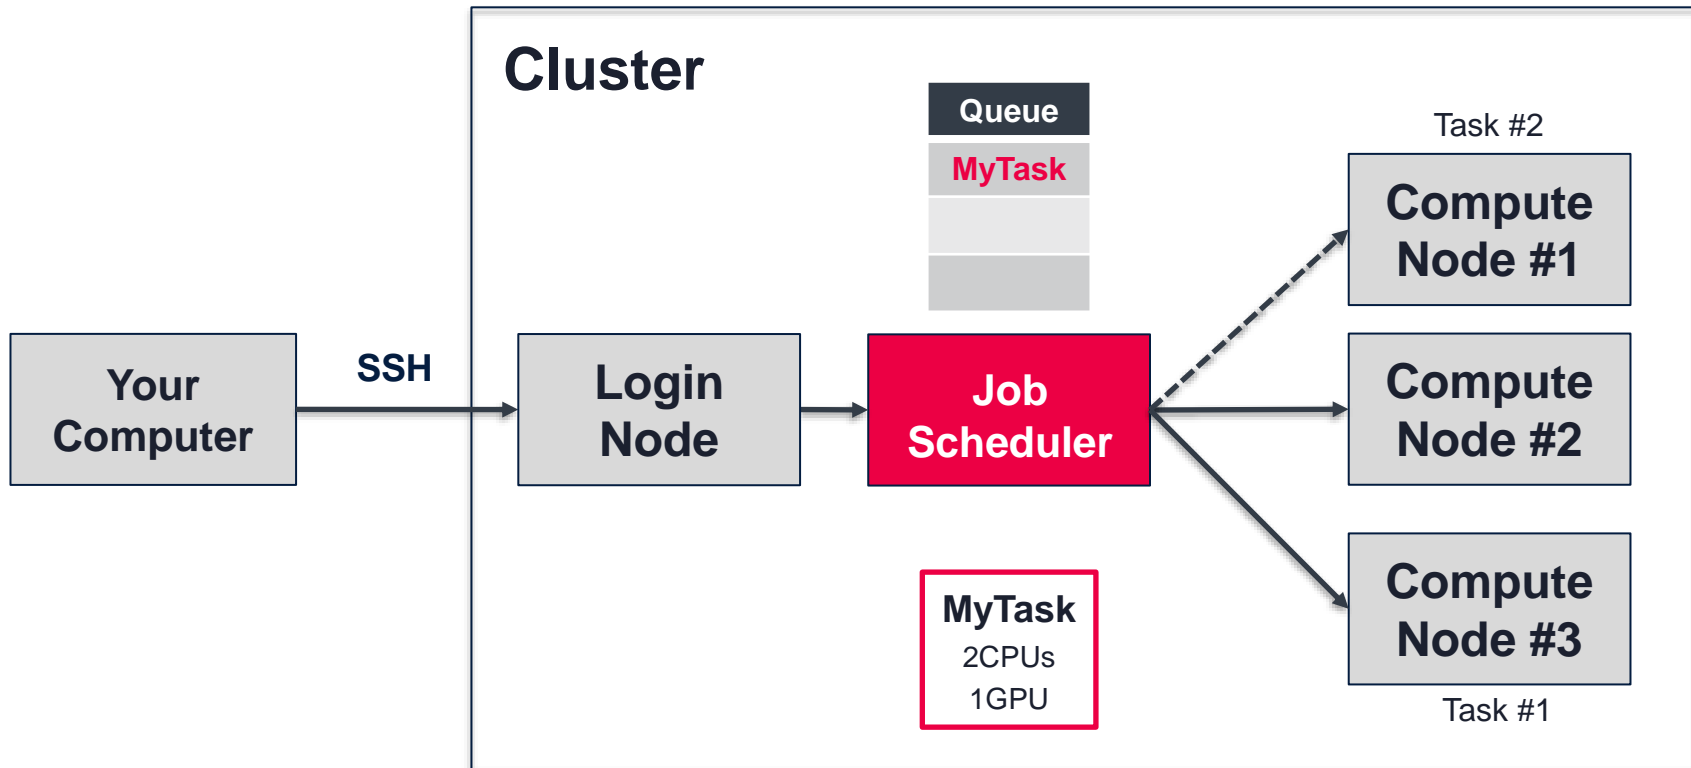 Cluster
Queue
MyTask
Task #2
Compute
Node #1
Your
Computer
SSH
Login
Node
Job
Scheduler
Compute
Node #2
MyTask
2CPUs
1GPU
Compute
Node #3
Task #1